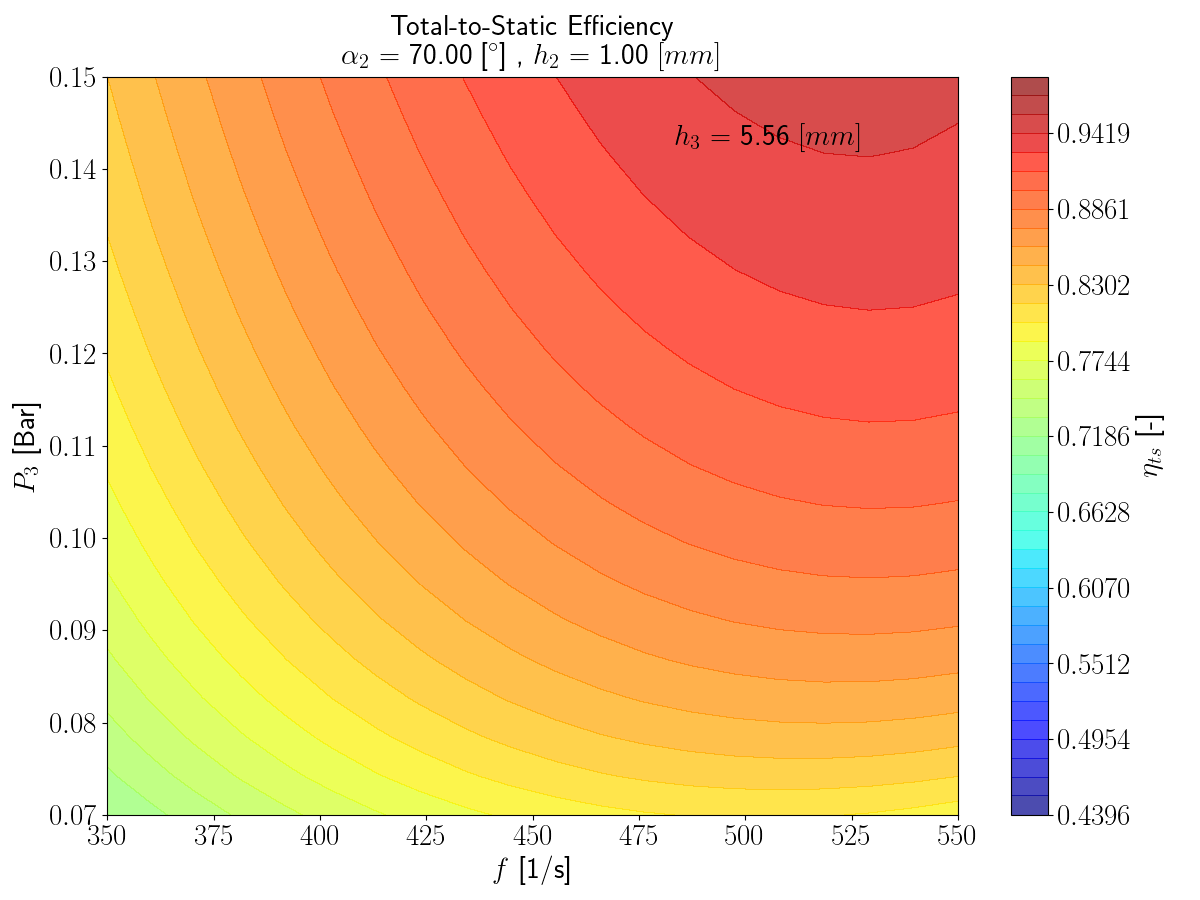 Total-to-Static Efficiency
α₂ = 70.00 [°] , h₂ = 1.00 [mm]
0.15
0.14
0.13
0.12
0.11
0.10
0.09
0.08
0.07
P₃ [Bar]
h₃ = 5.56 [mm]
350 375 400 425 450 475 500 525 550
f [1/s]
0.9419
0.8861
0.8302
0.7744
0.7186
0.6628
0.6070
0.5512
0.4954
0.4396
η_ts [-]